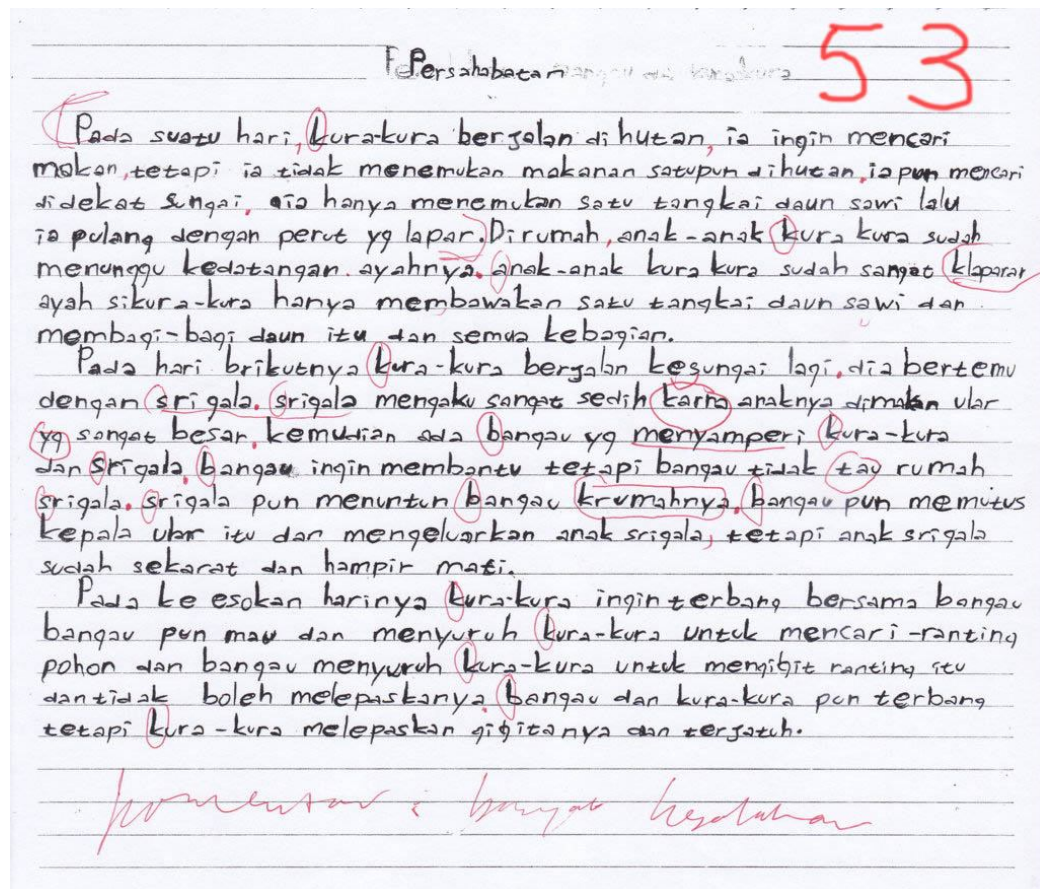 Persahabatan
53
Pada suatu hari, kura-kura berjalan di hutan, ia ingin mencari
makan, tetapi ia tidak menemukan makanan satupun dihutan, ia pun mencari
didekat sungai, ia hanya menemukan satu tangkai daun sawi lalu
ia pulang dengan perut yg lapar. Dirumah, anak-anak kura kura sudah
menunggu kedatangan ayahnya. anak-anak kura kura sudah sangat klaparan
ayah sikura-kura hanya membawakan satu tangkai daun sawi dan
membagi-bagi daun itu dan semua kebagian.
Pada hari brikutnya kura-kura berjalan kesungai lagi, dia bertemu
dengan srigala. srigala mengaku sangat sedih karna anaknya dimakan ular
yg sangat besar. kemudian ada bangau yg menyamperi kura-kura
dan srigala. bangau ingin membantu tetapi bangau tidak tau rumah
srigala. srigala pun menuntun bangau krumahnya. bangau pun memutus
kepala ular itu dan mengeluarkan anak srigala, tetapi anak srigala
sudah sekarat dan hampir mati.
Pada ke esokan harinya kura-kura ingin terbang bersama bangau
bangau pun mau dan menyuruh kura-kura untuk mencari-ranting
pohon dan bangau menyuruh kura-kura untuk mengigit ranting itu
dan tidak boleh melepaskanya. bangau dan kura-kura pun terbang
tetapi kura-kura melepaskan gigitanya dan terjatuh.
komentar : banyak kesalahan